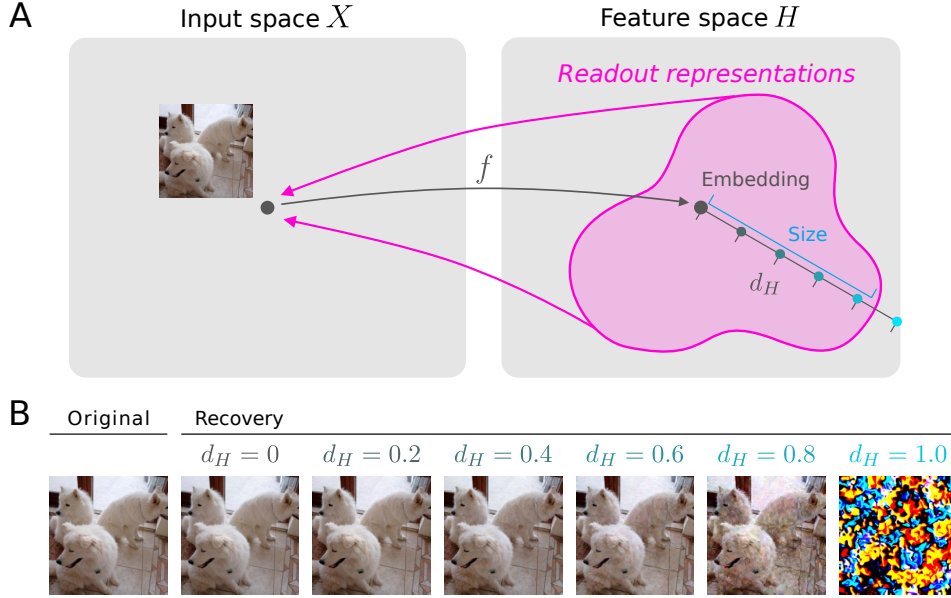 A
Input space X
Feature space H
Readout representations
f
Embedding
Size
d_H
B
Original
Recovery
d_H = 0
d_H = 0.2
d_H = 0.4
d_H = 0.6
d_H = 0.8
d_H = 1.0